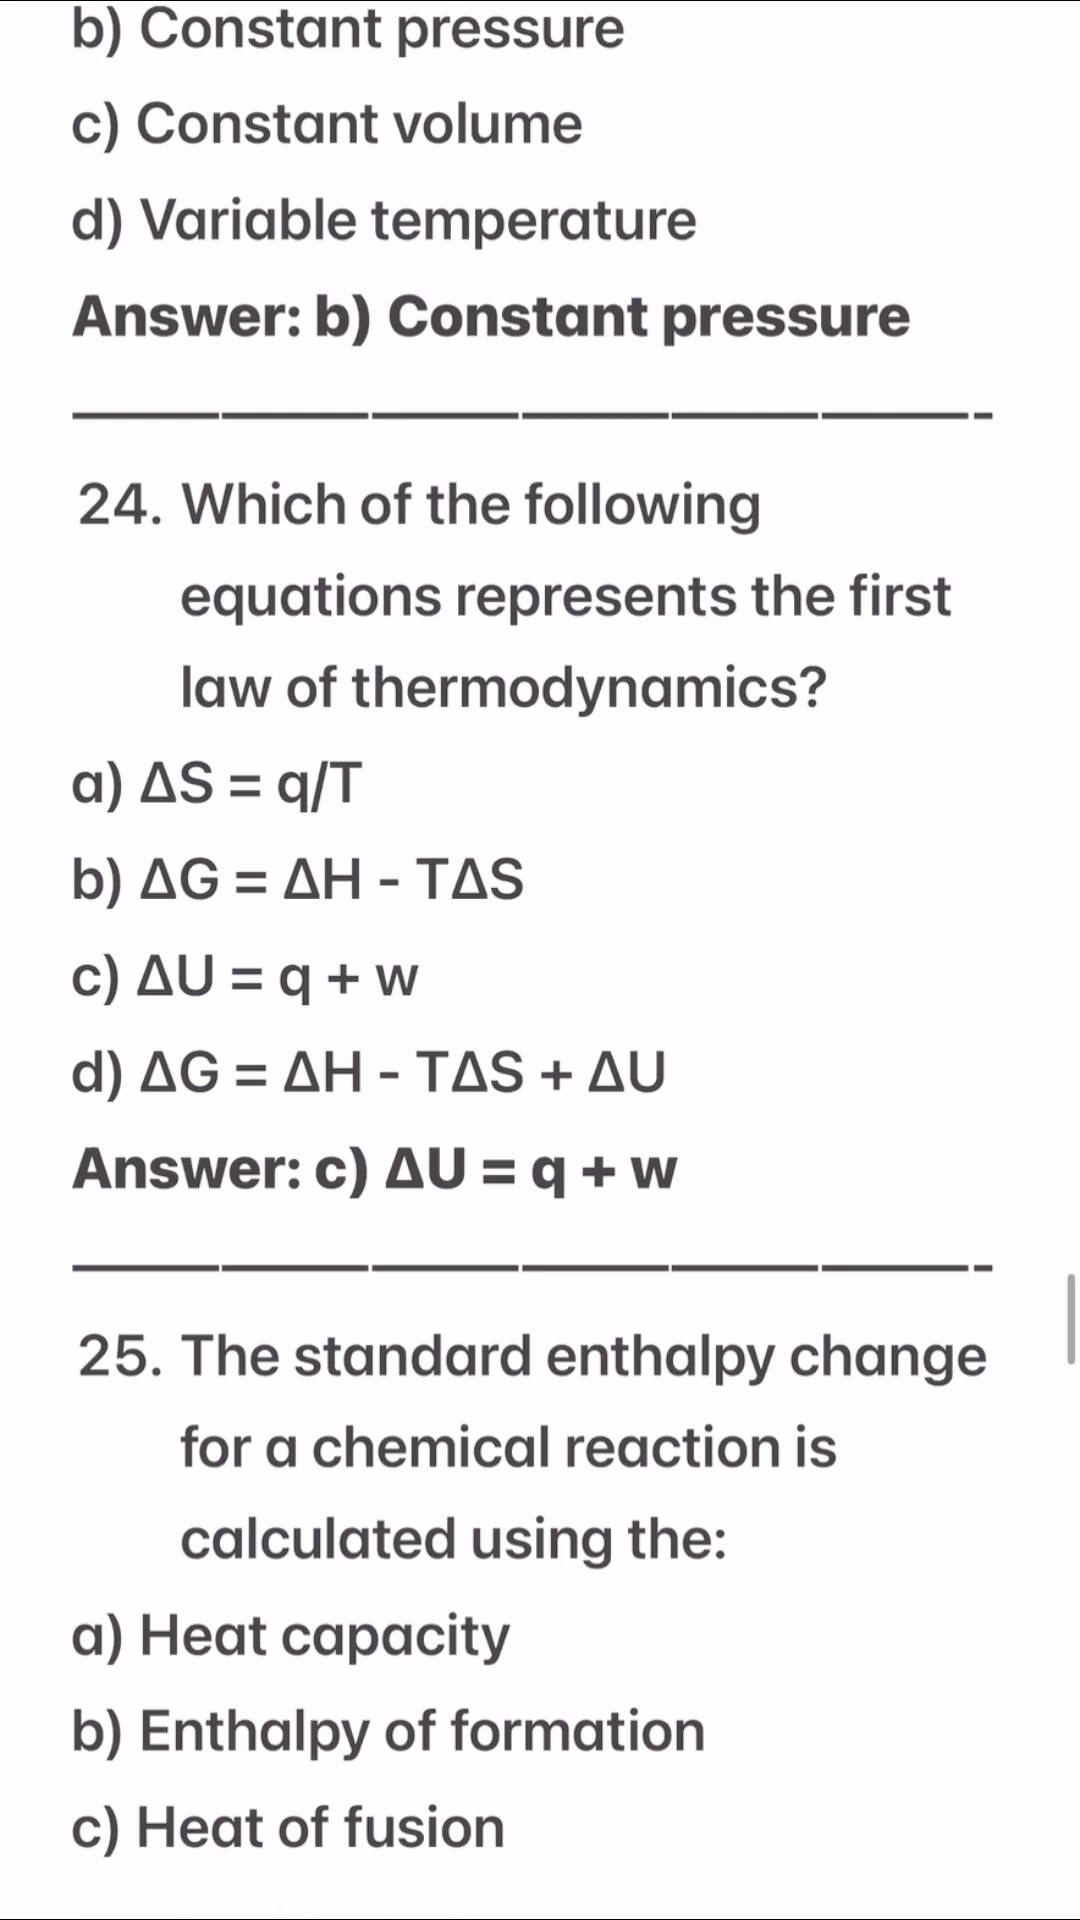 b) Constant pressure
c) Constant volume
d) Variable temperature
Answer: b) Constant pressure
——————————————————-
24. Which of the following
equations represents the first
law of thermodynamics?
a) ΔS = q/T
b) ΔG = ΔH - TΔS
c) ΔU = q + w
d) ΔG = ΔH - TΔS + ΔU
Answer: c) ΔU = q + w
——————————————————-
25. The standard enthalpy change
for a chemical reaction is
calculated using the:
a) Heat capacity
b) Enthalpy of formation
c) Heat of fusion